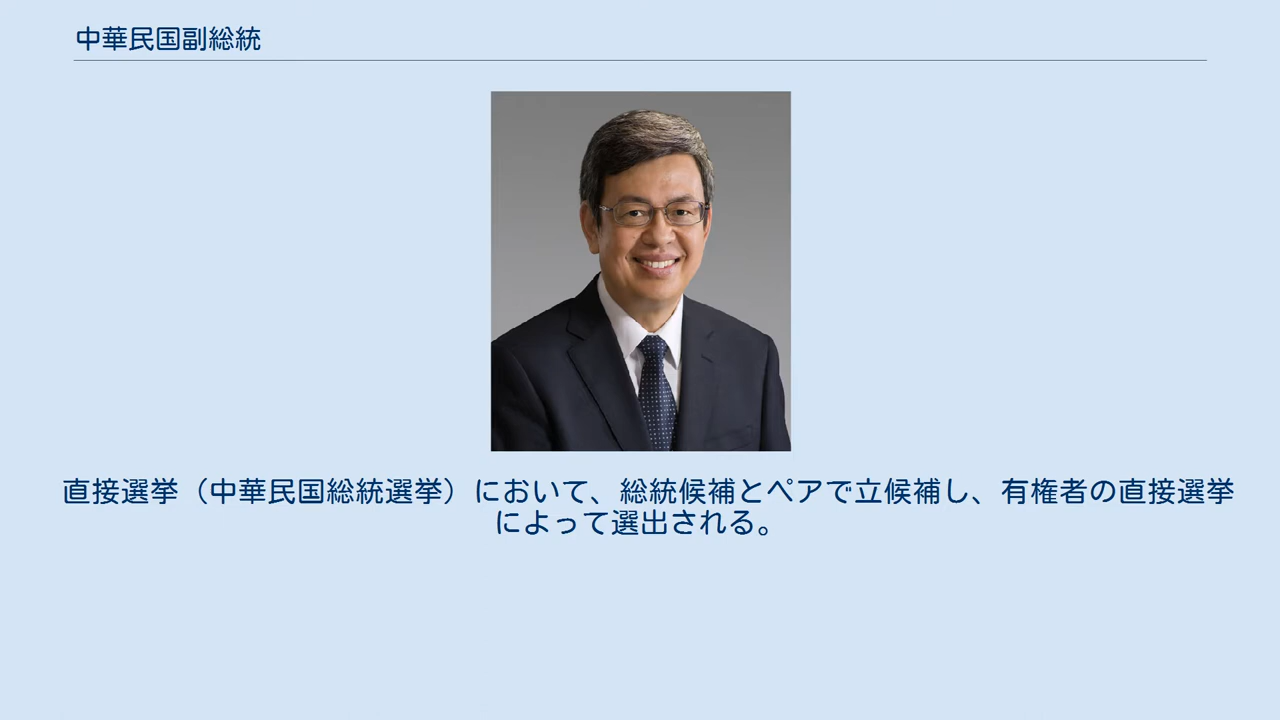 中華民国副総統
直接選挙（中華民国総統選挙）において、総統候補とペアで立候補し、有権者の直接選挙
によって選出される。